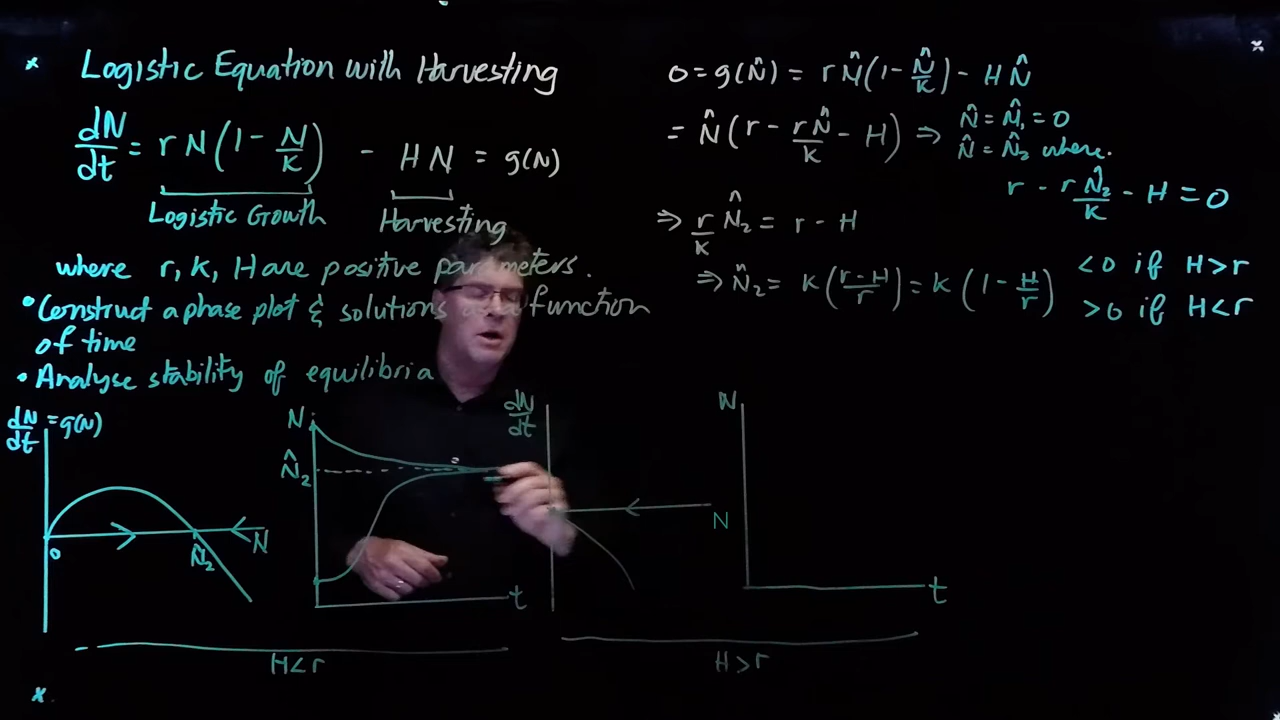 Logistic Equation with Harvesting
dN/dt = rN(1 - N/K) - HN = g(N)
Logistic Growth
Harvesting
where r, K, H are positive parameters.
• Construct a phase plot & solutions as a function
of time
• Analyse stability of equilibria
0 = g(N̂) = rN̂(1 - N̂/K) - HN̂
= N̂(r - rN̂/K - H) ⇒ N̂ = N̂₁ = 0
N̂ = N̂₂ where.
r - rN̂₂/K - H = 0
⇒ r/K N̂₂ = r - H
⇒ N̂₂ = K((r-H)/r) = K(1 - H/r) <0 if H>r
>0 if H<r
dN/dt = g(N)
0
N̂₂
N
N
N̂₂
t
H<r
dN/dt
N
N
t
H>r